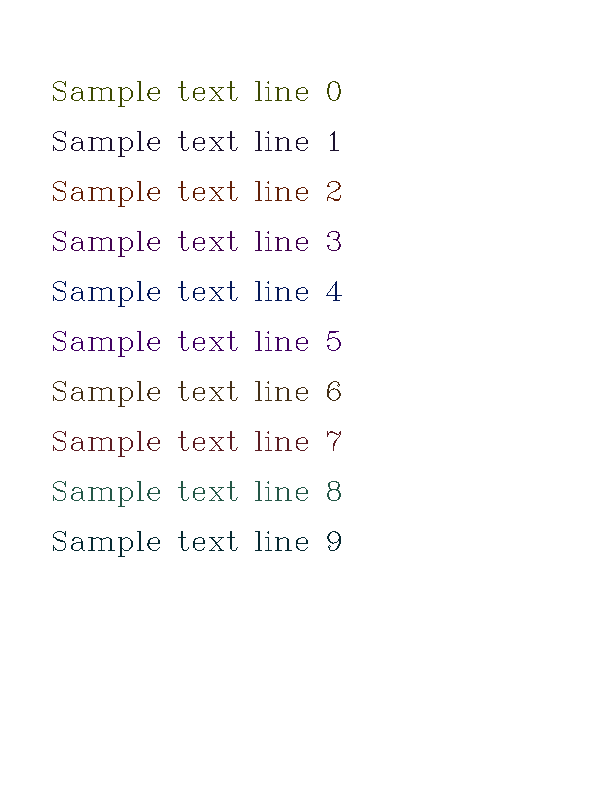 Sample text line 0
Sample text line 1
Sample text line 2
Sample text line 3
Sample text line 4
Sample text line 5
Sample text line 6
Sample text line 7
Sample text line 8
Sample text line 9